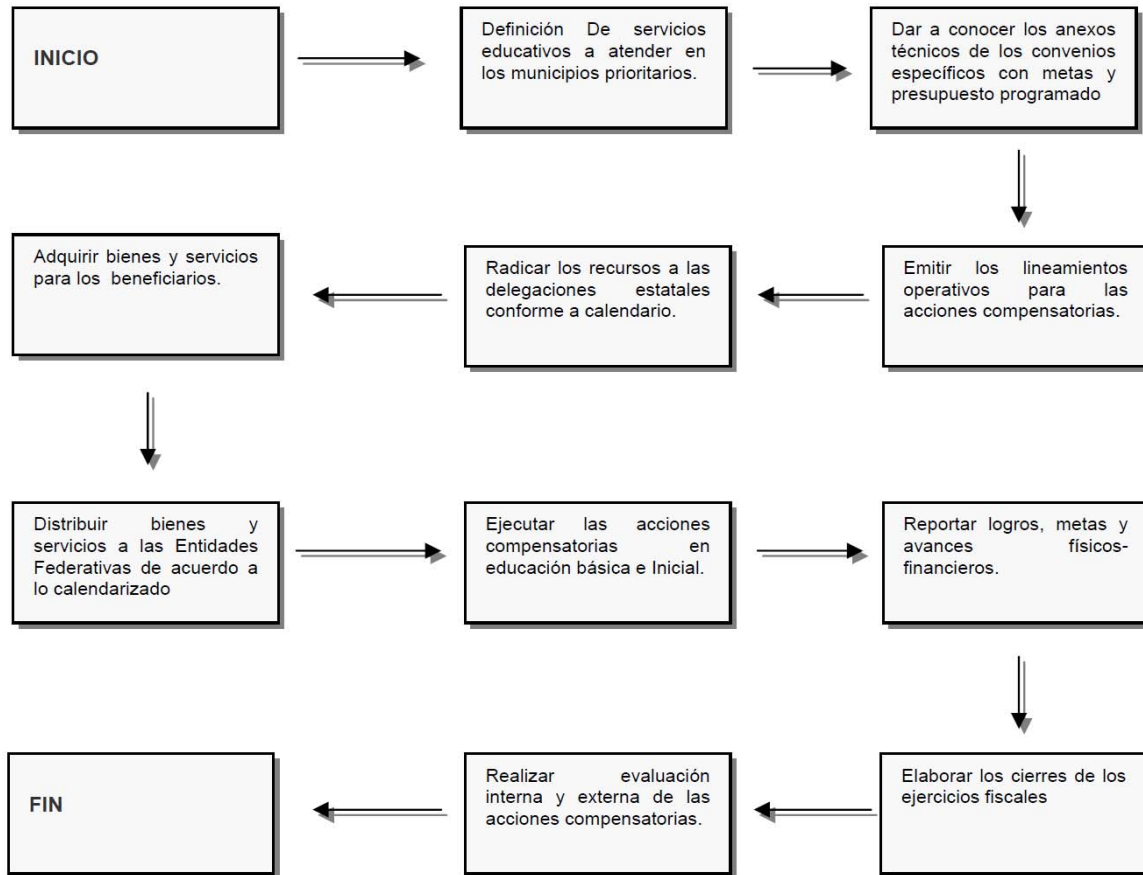 INICIO
Definición De servicios
educativos a atender en
los municipios prioritarios.
Dar a conocer los anexos
técnicos de los convenios
específicos con metas y
presupuesto programado
Emitir los lineamientos
operativos para las
acciones compensatorias.
Radicar los recursos a las
delegaciones estatales
conforme a calendario.
Adquirir bienes y servicios
para los beneficiarios.
Distribuir bienes y
servicios a las Entidades
Federativas de acuerdo a
lo calendarizado
Ejecutar las acciones
compensatorias en
educación básica e Inicial.
Reportar logros, metas y
avances físicos-
financieros.
Elaborar los cierres de los
ejercicios fiscales
Realizar evaluación
interna y externa de las
acciones compensatorias.
FIN